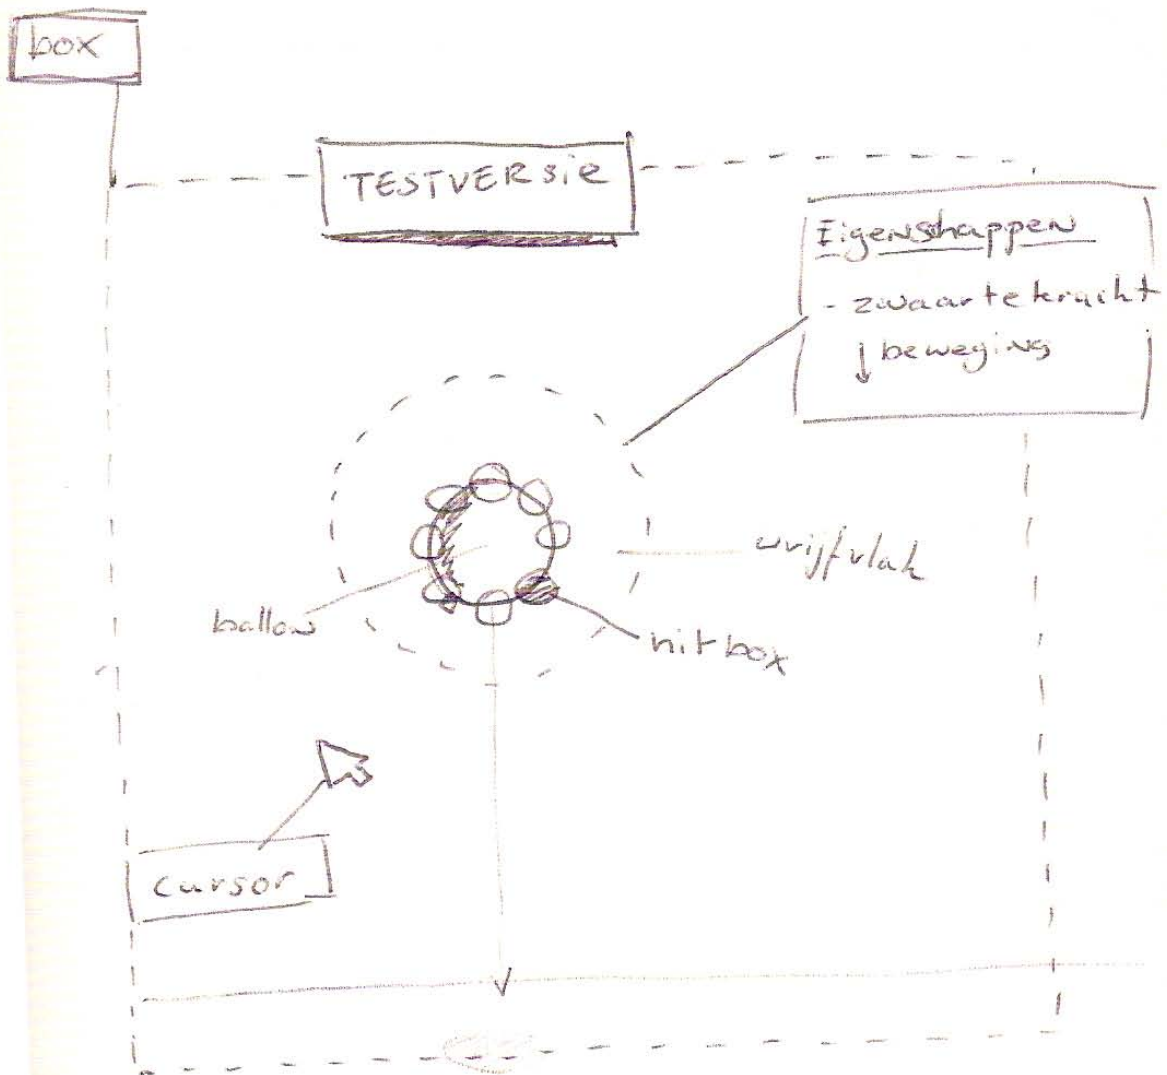 box
TESTVERSiE
Eigenschappen
- zwaartekracht
↓ beweging
wrijfvlak
ballon
hitbox
cursor